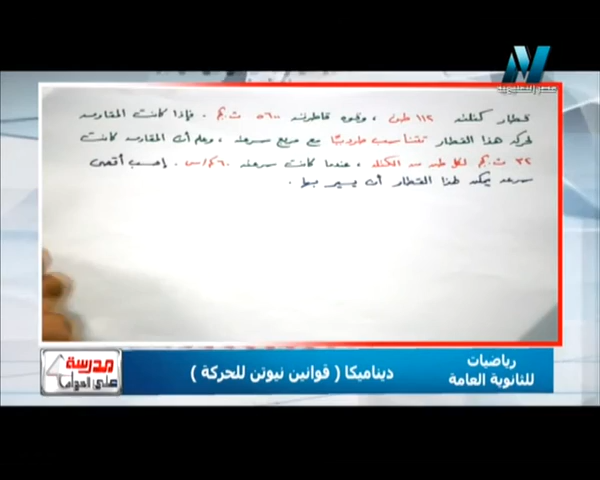 مصر التعليمية
قطار كتلته ١١٢ طن ، وقوة قاطرته ٥٦٠٠ ث.كجم . فإذا كانت المقاومة
لحركة هذا القطار تتناسب طرديًا مع مربع سرعته ، وعلم أن المقاومة كانت
٣٢ ث.كجم لكل طن من الكتلة ، عندما كانت سرعته ٦٠ كم/س . احسب أقصى
سرعة يمكن لهذا القطار أن يسير بها .
رياضيات
للثانوية العامة
ديناميكا ( قوانين نيوتن للحركة )
مدرسة
على الهواء